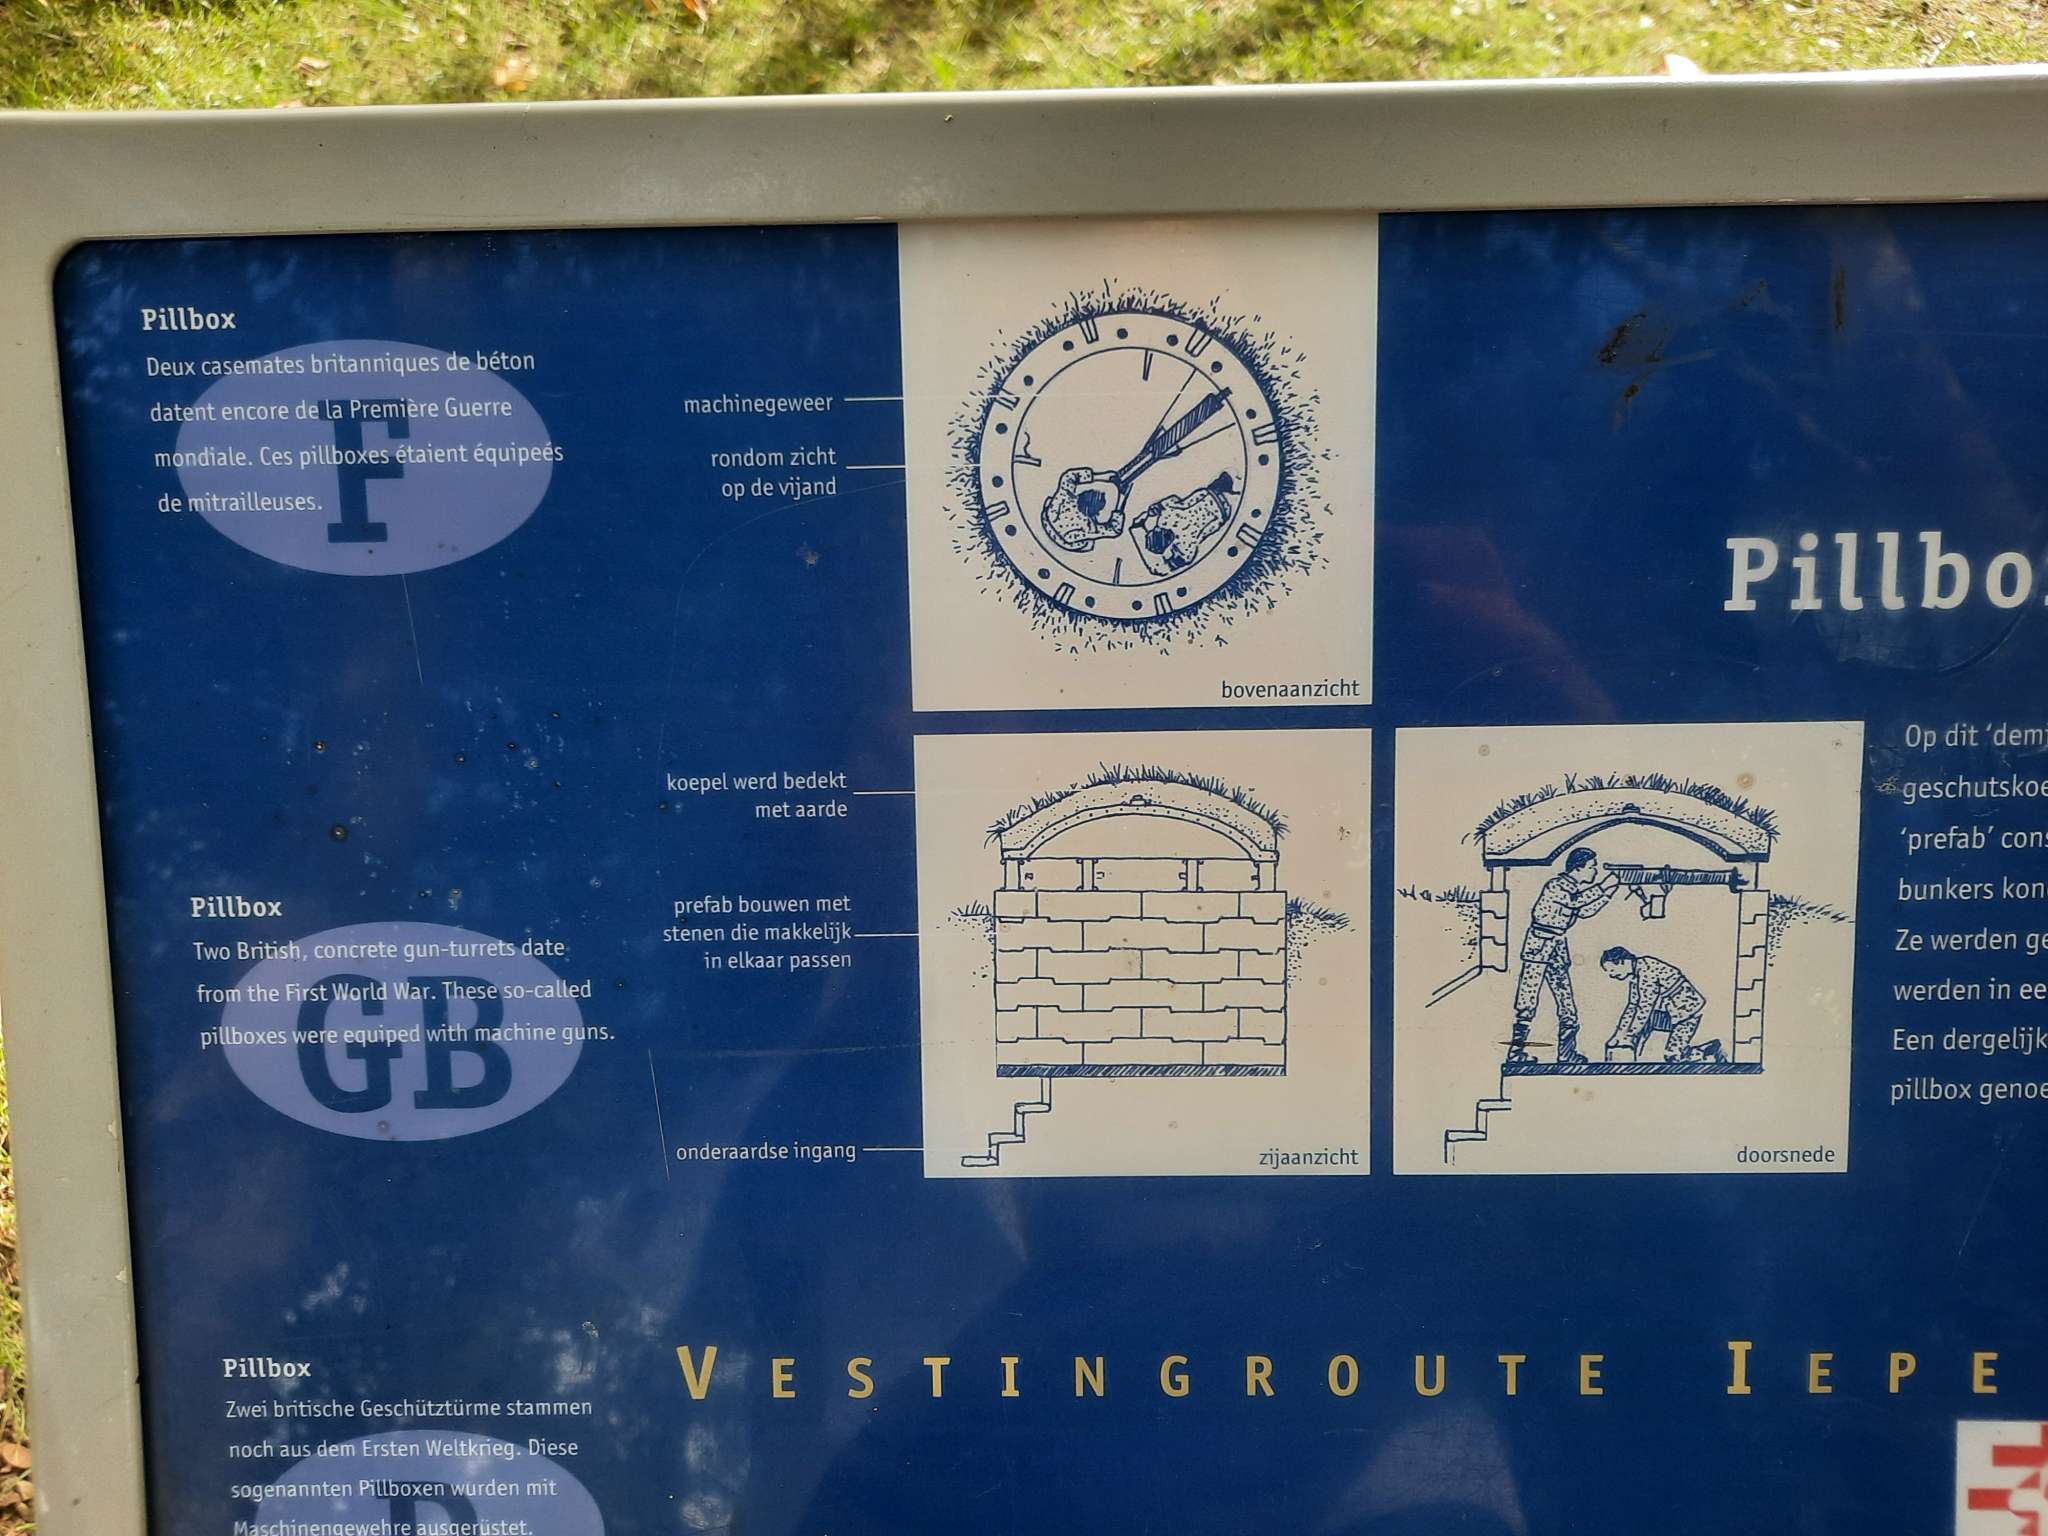 Pillbox
Deux casemates britanniques de béton
datent encore de la Première Guerre
mondiale. Ces pillboxes étaient équipeés
de mitrailleuses.
F
machinegeweer
rondom zicht
op de vijand
bovenaanzicht
koepel werd bedekt
met aarde
prefab bouwen met
stenen die makkelijk
in elkaar passen
onderaardse ingang
zijaanzicht
doorsnede
Pillbox
Two British, concrete gun-turrets date
from the First World War. These so-called
pillboxes were equiped with machine guns.
GB
Pillbox
Zwei britische Geschütztürme stammen
noch aus dem Ersten Weltkrieg. Diese
sogenannten Pillboxen wurden mit
Maschinengewehre ausgerüstet.
D
Pillbo
Op dit ‘demi
geschutskoe
‘prefab’ cons
bunkers kon
Ze werden ge
werden in ee
Een dergelijk
pillbox genoe
VESTINGROUTE IEPE